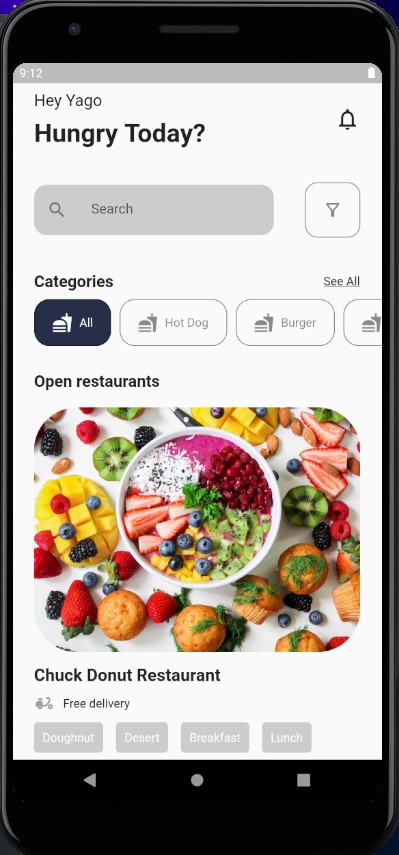 9:12
Hey Yago
Hungry Today?
Search
Categories
See All
All
Hot Dog
Burger
Open restaurants
Chuck Donut Restaurant
Free delivery
Doughnut
Desert
Breakfast
Lunch